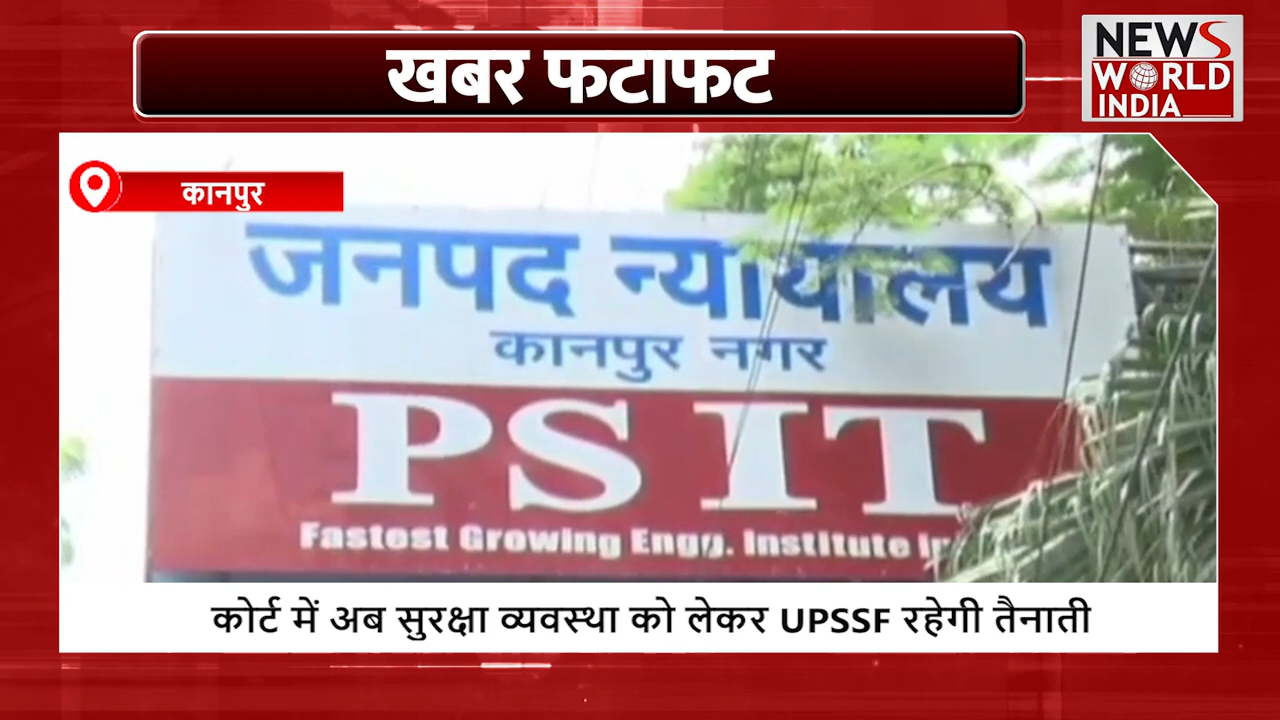 खबर फटाफट
NEWS
WORLD
INDIA
कानपुर
जनपद न्यायालय
कानपुर नगर
PSIT
Fastest Growing Engg. Institute
कोर्ट में अब सुरक्षा व्यवस्था को लेकर UPSSF रहेगी तैनाती